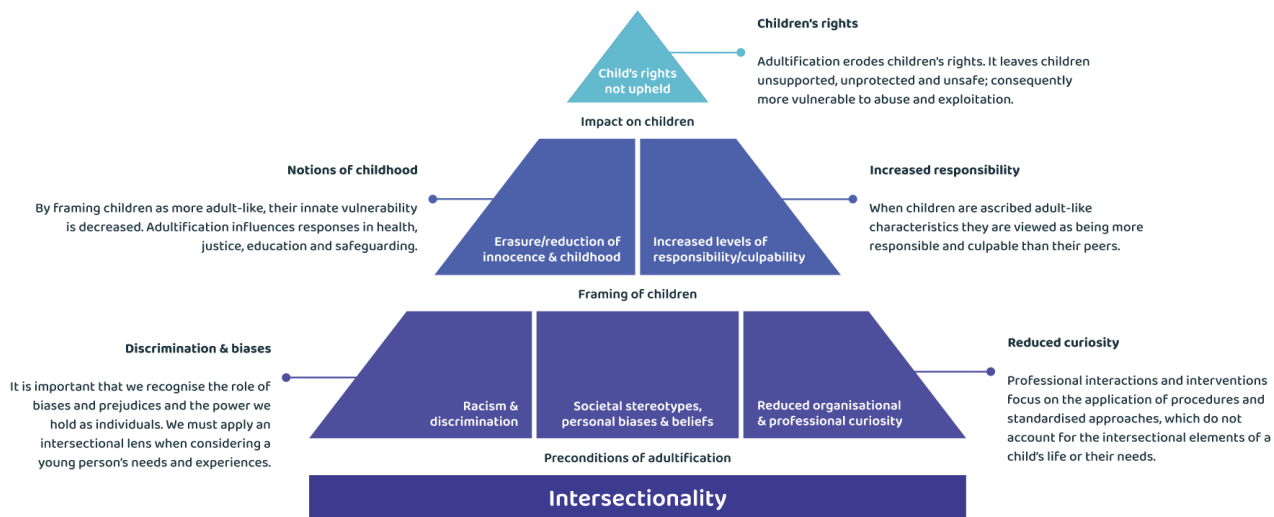 Children's rights
Adultification erodes children's rights. It leaves children
unsupported, unprotected and unsafe; consequently
more vulnerable to abuse and exploitation.
Child's rights
not upheld
Impact on children
Notions of childhood
By framing children as more adult-like, their innate vulnerability
is decreased. Adultification influences responses in health,
justice, education and safeguarding.
Erasure/reduction of
innocence & childhood
Increased levels of
responsibility/culpability
Increased responsibility
When children are ascribed adult-like
characteristics they are viewed as being more
responsible and culpable than their peers.
Framing of children
Discrimination & biases
It is important that we recognise the role of
biases and prejudices and the power we
hold as individuals. We must apply an
intersectional lens when considering a
young person's needs and experiences.
Racism &
discrimination
Societal stereotypes,
personal biases & beliefs
Reduced organisational
& professional curiosity
Reduced curiosity
Professional interactions and interventions
focus on the application of procedures and
standardised approaches, which do not
account for the intersectional elements of a
child's life or their needs.
Preconditions of adultification
Intersectionality